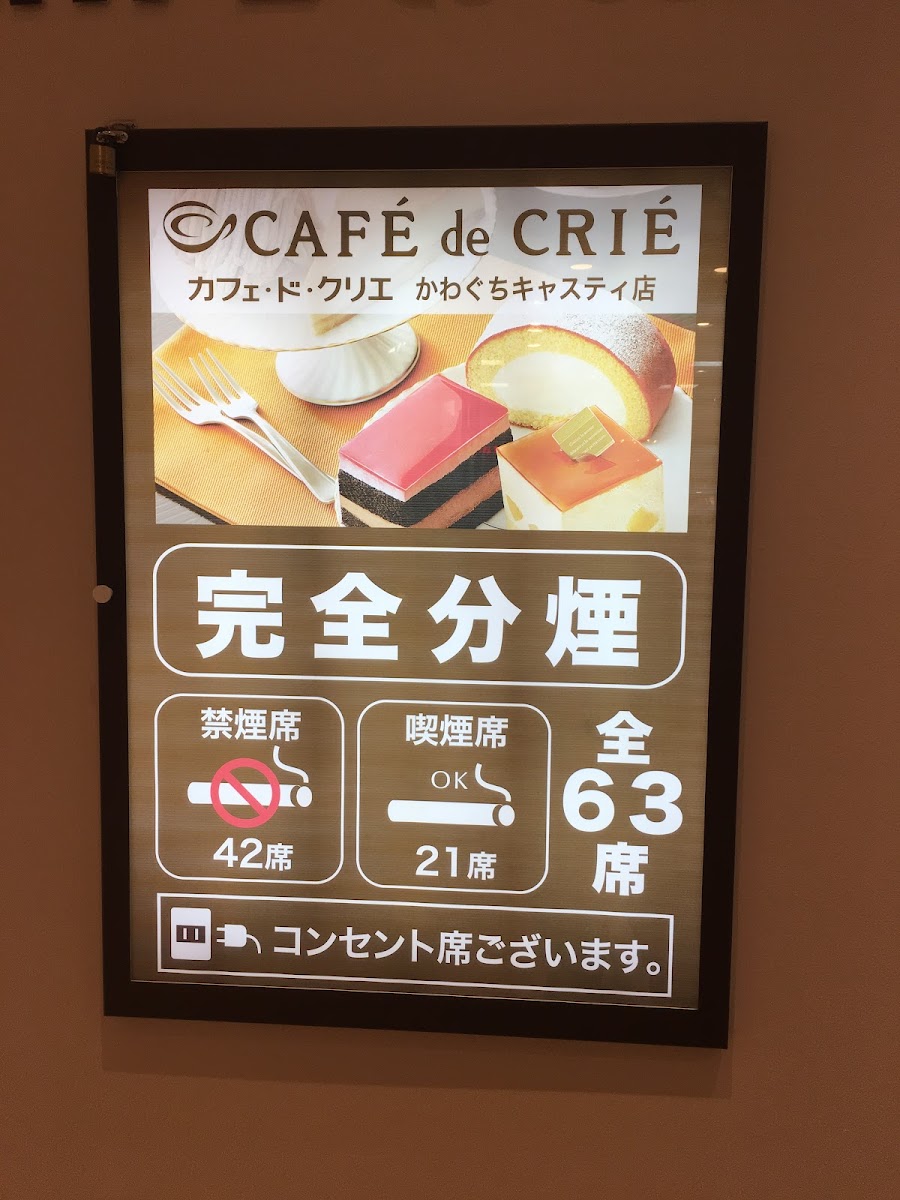 CAFÉ de CRIÉ
カフェ・ド・クリエ かわぐちキャスティ店
完全分煙
禁煙席
42席
喫煙席
OK
21席
全
63
席
コンセント席ございます。